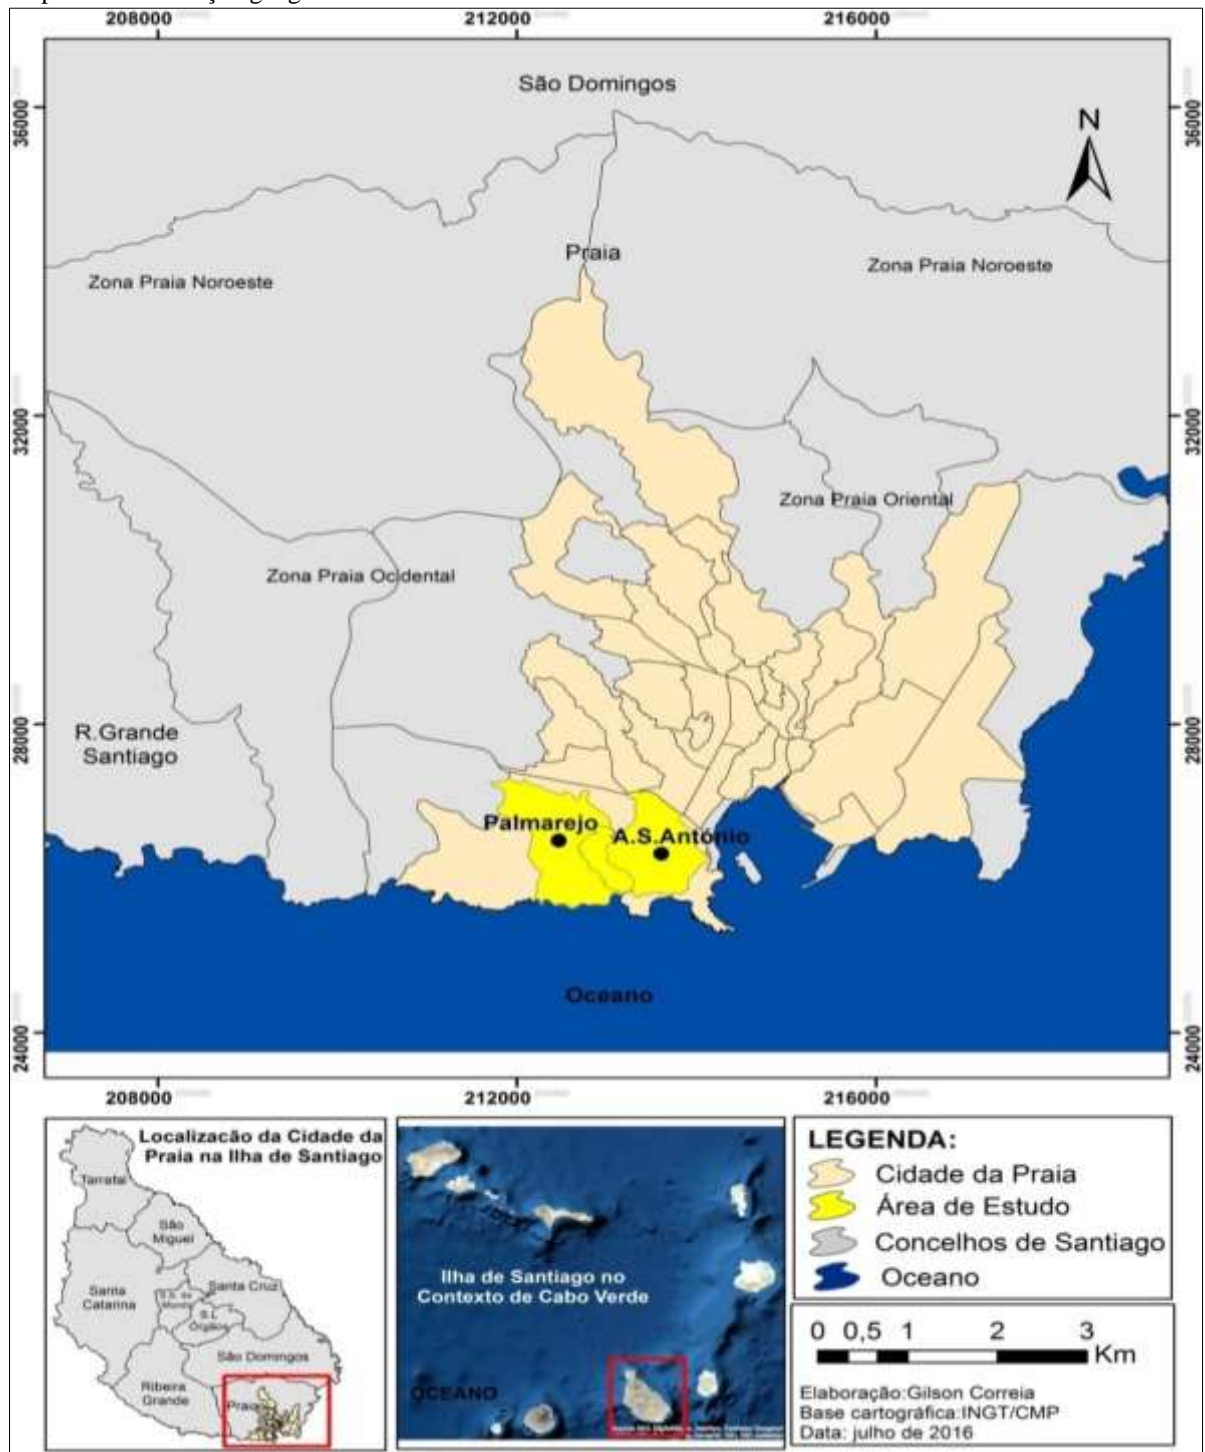 208000
212000
216000
36000
36000
São Domingos
N
Praia
Zona Praia Noroeste
Zona Praia Noroeste
32000
32000
Zona Praia Oriental
Zona Praia Ocidental
28000
28000
R.Grande
Santiago
Palmarejo
A.S.António
Oceano
24000
24000
208000
212000
216000
Localizacão da Cidade da
Praia na Ilha de Santiago
Tarrafal
São
Miguel
Santa
Catarina
Santa Cruz
S.L
Órgãos
São Domingos
Ribeira
Grande
Praia
Ilha de Santiago no
Contexto de Cabo Verde
OCEANO
LEGENDA:
Cidade da Praia
Área de Estudo
Concelhos de Santiago
Oceano
0 0,5 1 2 3
Km
Elaboração:Gilson Correia
Base cartográfica:INGT/CMP
Data: julho de 2016